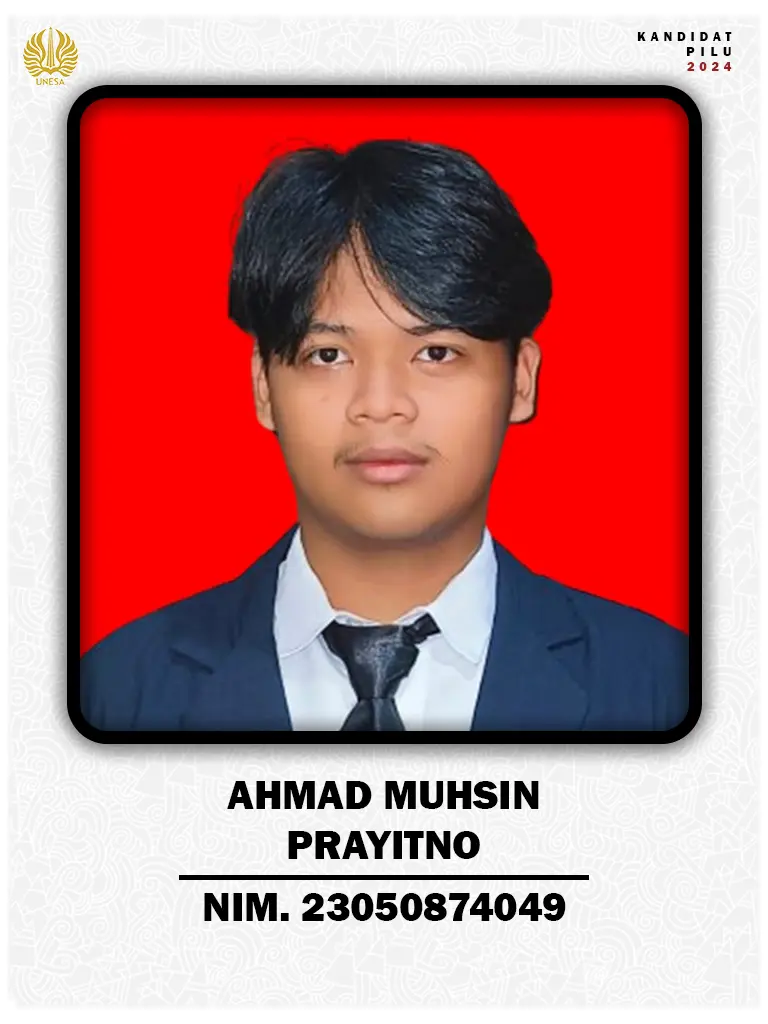 UNESA
KANDIDAT
PILU
2024
AHMAD MUHSIN
PRAYITNO
NIM. 23050874049